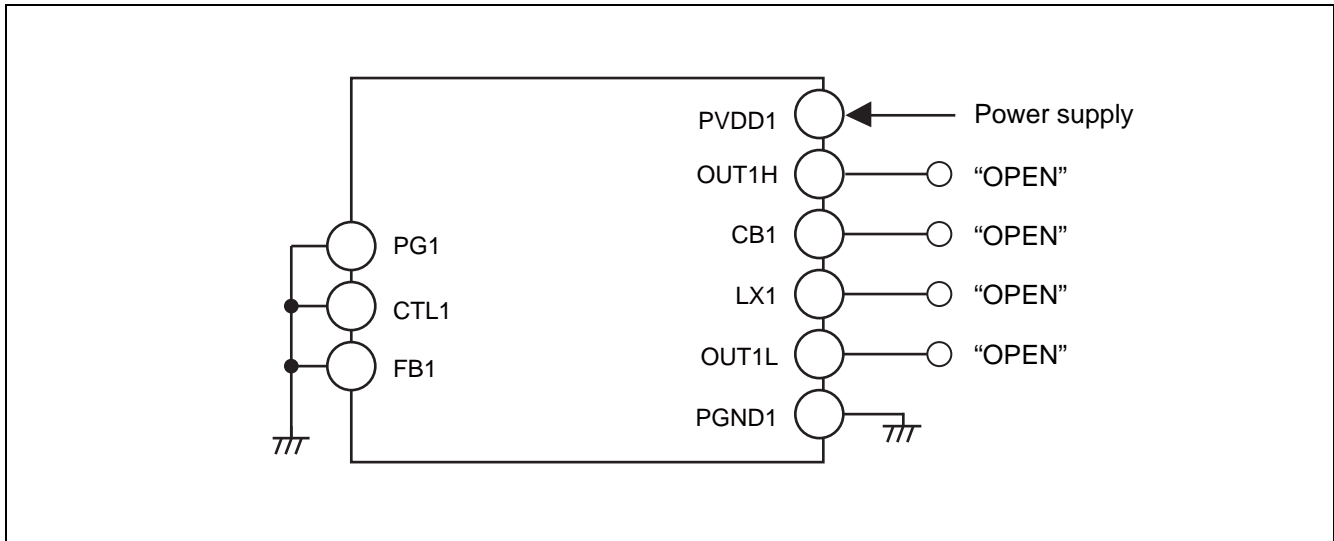 PVDD1
Power supply
OUT1H
“OPEN”
CB1
“OPEN”
PG1
LX1
“OPEN”
CTL1
OUT1L
“OPEN”
FB1
PGND1